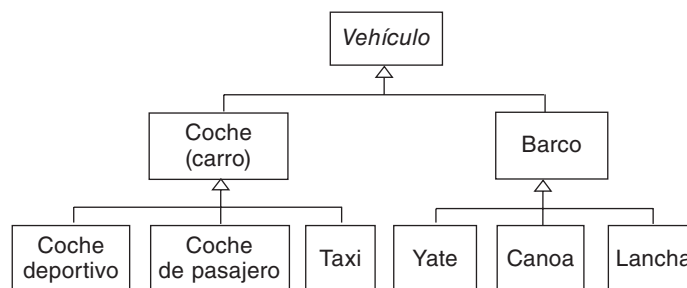 Vehículo
Coche
(carro)
Barco
Coche
deportivo
Coche
de pasajero
Taxi
Yate
Canoa
Lancha